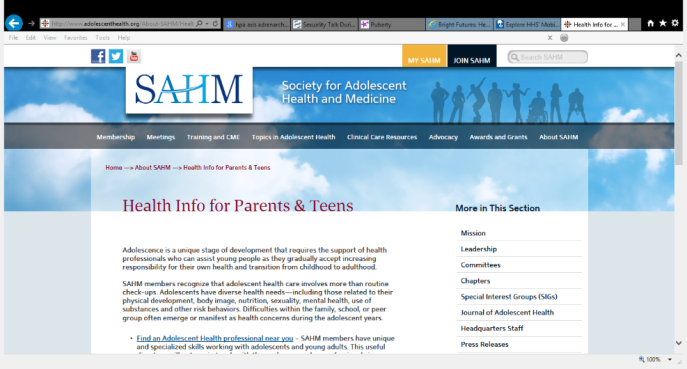 http://www.adolescenthealth.org/About-SAHM/Healt
hpa axis adrenarch...
Sexuality Talk Duri...
Puberty
Bright Futures: He...
Explore HHS' Mobi...
Health Info for ...
File Edit View Favorites Tools Help
MY SAHM
JOIN SAHM
Search SAHM
SAHM
Society for Adolescent
Health and Medicine
Membership Meetings Training and CME Topics in Adolescent Health Clinical Care Resources Advocacy Awards and Grants About SAHM
Home --> About SAHM --> Health Info for Parents & Teens
Health Info for Parents & Teens
Adolescence is a unique stage of development that requires the support of health
professionals who can assist young people as they gradually accept increasing
responsibility for their own health and transition from childhood to adulthood.
SAHM members recognize that adolescent health care involves more than routine
check-ups. Adolescents have diverse health needs—including those related to their
physical development, body image, nutrition, sexuality, mental health, use of
substances and other risk behaviors. Difficulties within the family, school, or peer
group often emerge or manifest as health concerns during the adolescent years.
• Find an Adolescent Health professional near you – SAHM members have unique
and specialized skills working with adolescents and young adults. This useful
More in This Section
Mission
Leadership
Committees
Chapters
Special Interest Groups (SIGs)
Journal of Adolescent Health
Headquarters Staff
Press Releases
100%